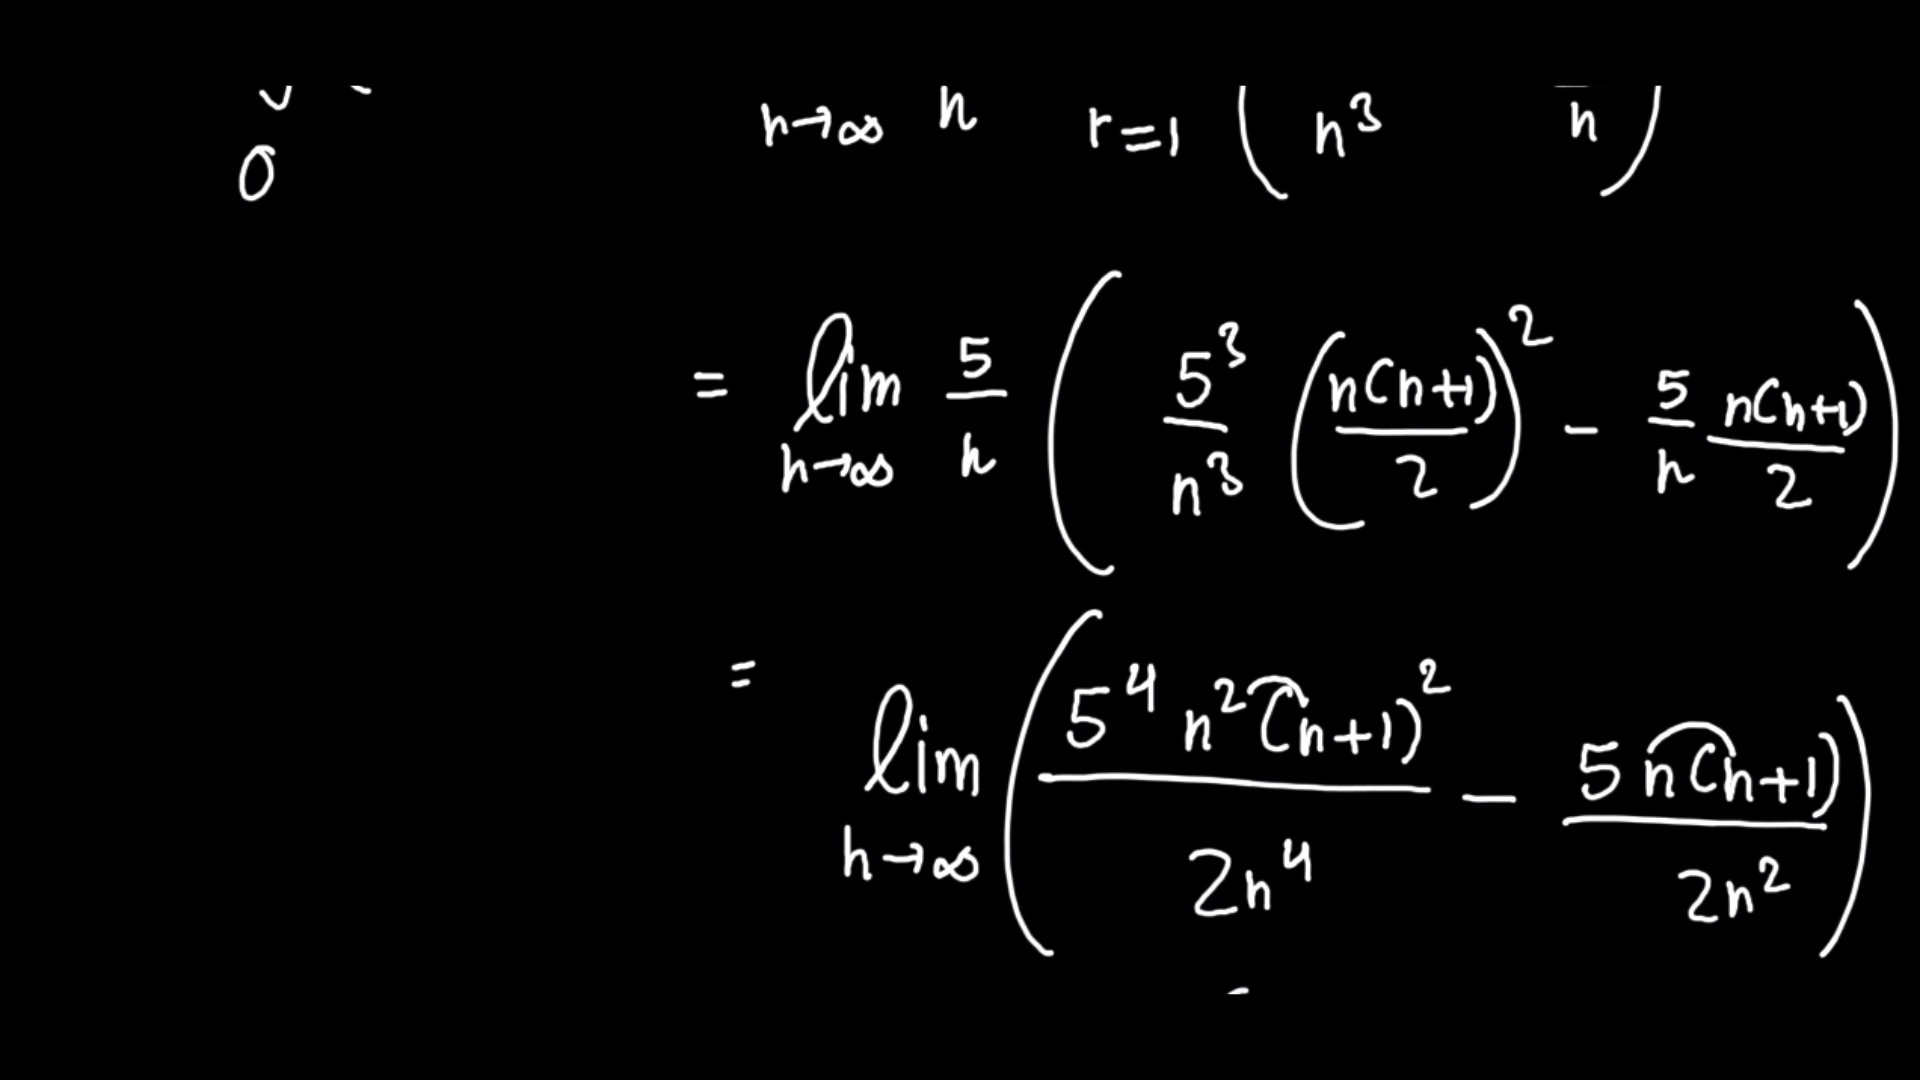 0 n→∞ n r=1 ( n³ n )
= lim n→∞ 5/n ( 5³/n³ (n(n+1)/2)² - 5/n n(n+1)/2 )
= lim n→∞ ( 5⁴ n² (n+1)² / 2n⁴ - 5n(n+1) / 2n² )